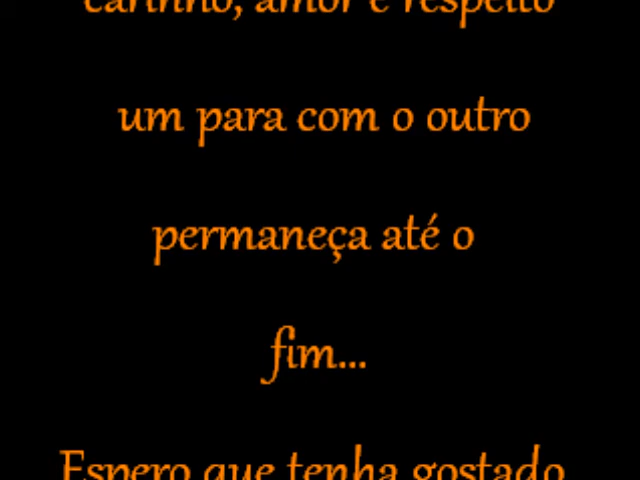 carinho, amor e respeito
um para com o outro
permaneça até o
fim...
Espero que tenha gostado